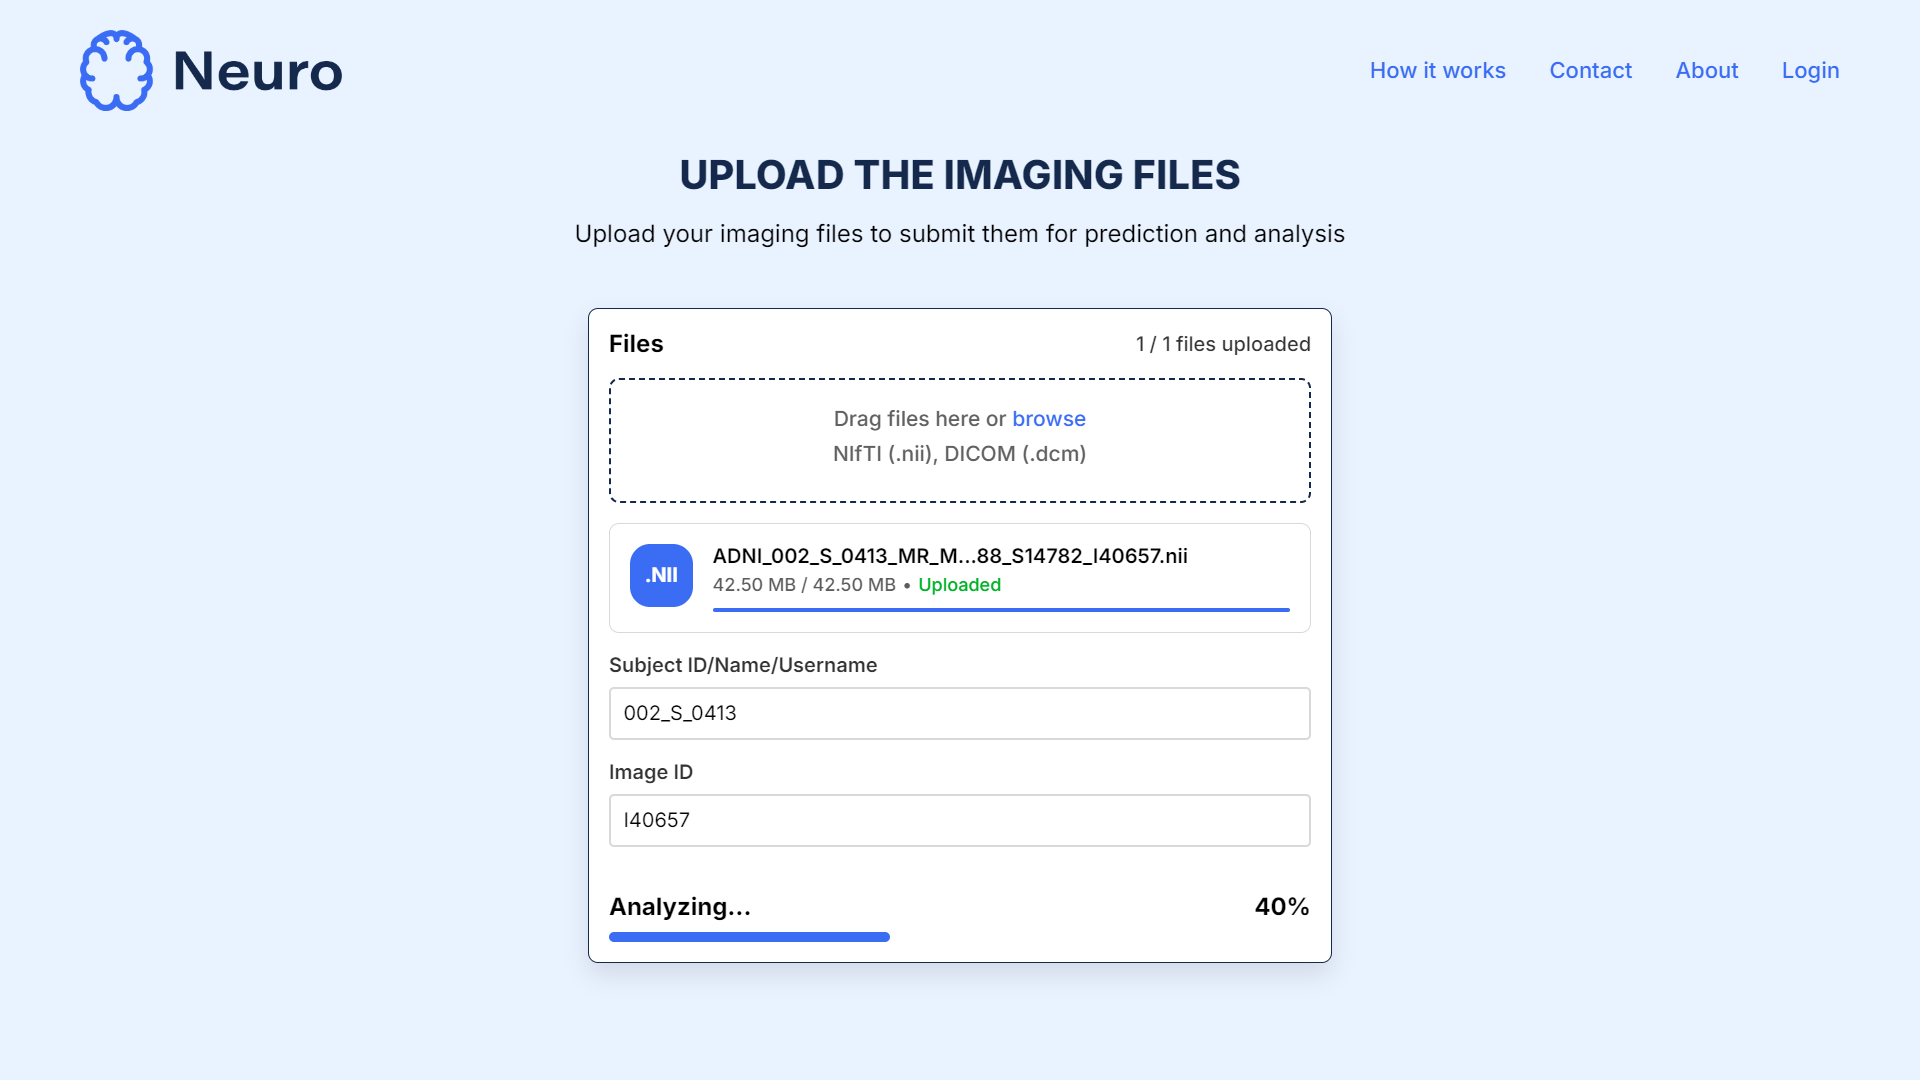 Neuro
How it works
Contact
About
Login
UPLOAD THE IMAGING FILES
Upload your imaging files to submit them for prediction and analysis
Files
1 / 1 files uploaded
Drag files here or browse
NIfTI (.nii), DICOM (.dcm)
.NII
ADNI_002_S_0413_MR_M...88_S14782_I40657.nii
42.50 MB / 42.50 MB • Uploaded
Subject ID/Name/Username
002_S_0413
Image ID
I40657
Analyzing...
40%